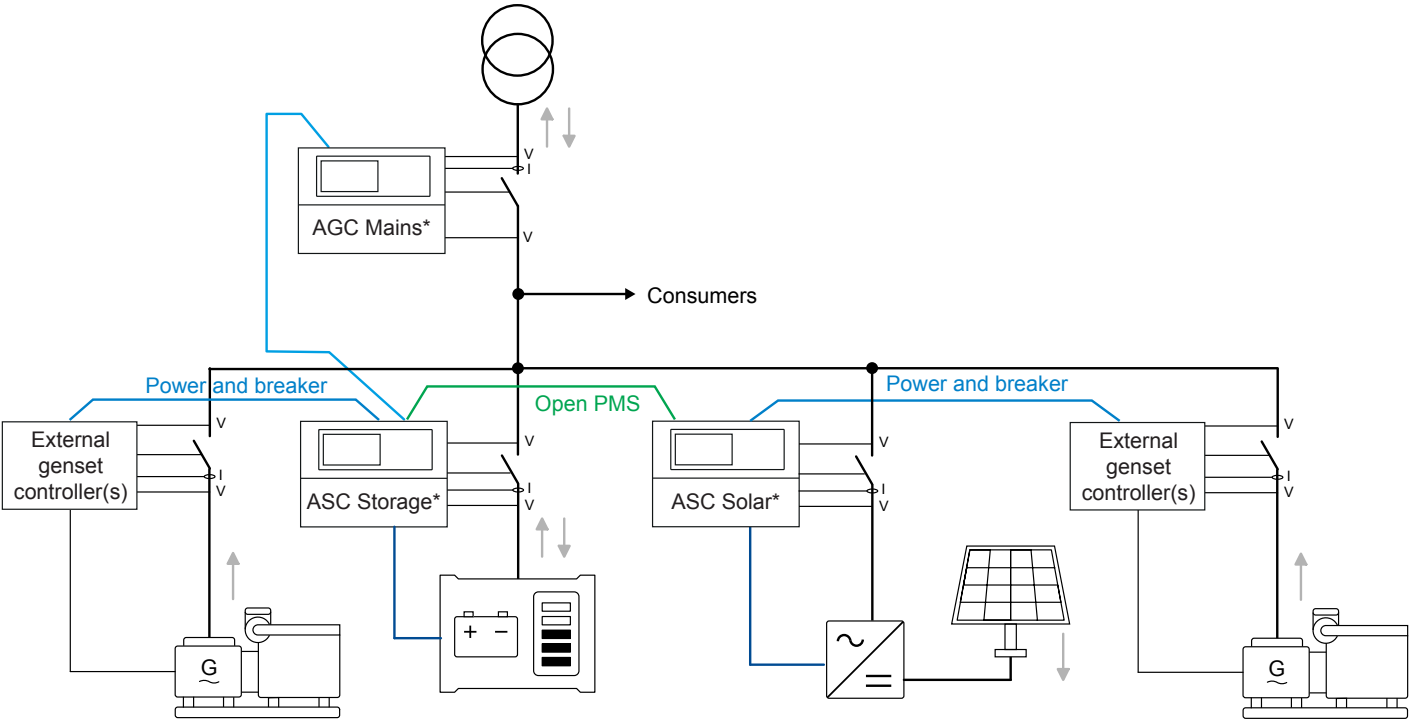 V
I
AGC Mains*
V
Consumers
Power and breaker
Open PMS
Power and breaker
External
genset
controller(s)
V
I
V
ASC Storage*
V
I
V
ASC Solar*
V
I
V
External
genset
controller(s)
V
I
V
G
+ −
G